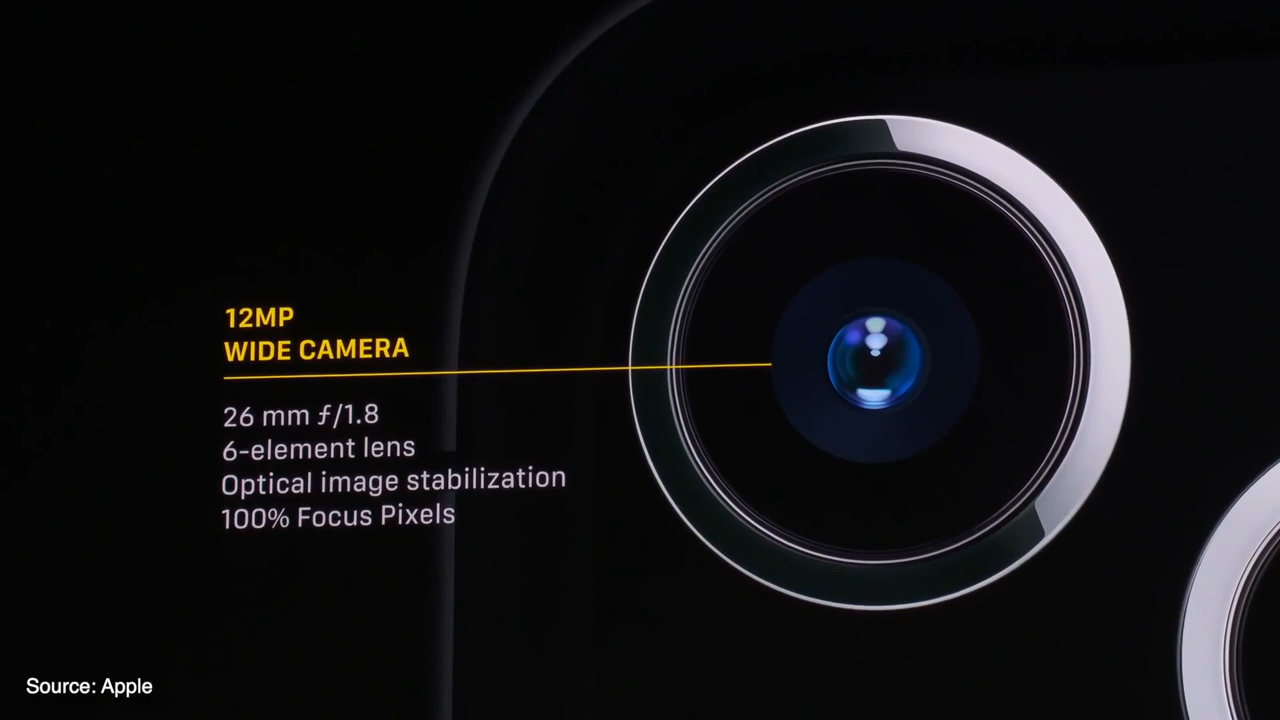 12MP
WIDE CAMERA
26 mm ƒ/1.8
6-element lens
Optical image stabilization
100% Focus Pixels
Source: Apple